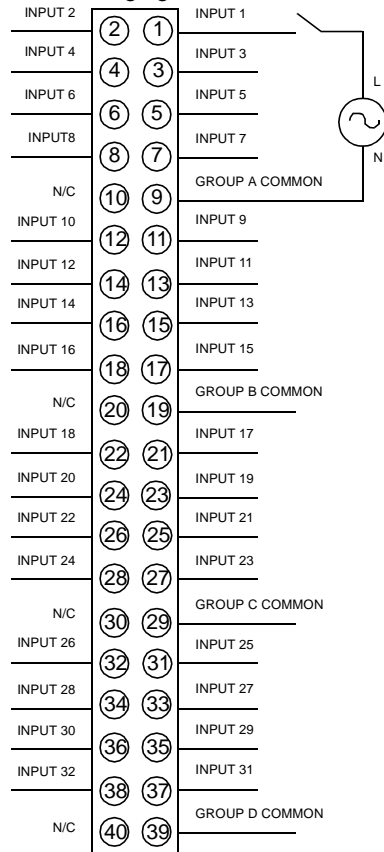 INPUT 2 2 1 INPUT 1
INPUT 4 4 3 INPUT 3
INPUT 6 6 5 INPUT 5
INPUT8 8 7 INPUT 7
N/C 10 9 GROUP A COMMON
INPUT 10 12 11 INPUT 9
INPUT 12 14 13 INPUT 11
INPUT 14 16 15 INPUT 13
INPUT 16 18 17 INPUT 15
N/C 20 19 GROUP B COMMON
INPUT 18 22 21 INPUT 17
INPUT 20 24 23 INPUT 19
INPUT 22 26 25 INPUT 21
INPUT 24 28 27 INPUT 23
N/C 30 29 GROUP C COMMON
INPUT 26 32 31 INPUT 25
INPUT 28 34 33 INPUT 27
INPUT 30 36 35 INPUT 29
INPUT 32 38 37 INPUT 31
N/C 40 39 GROUP D COMMON
L
N